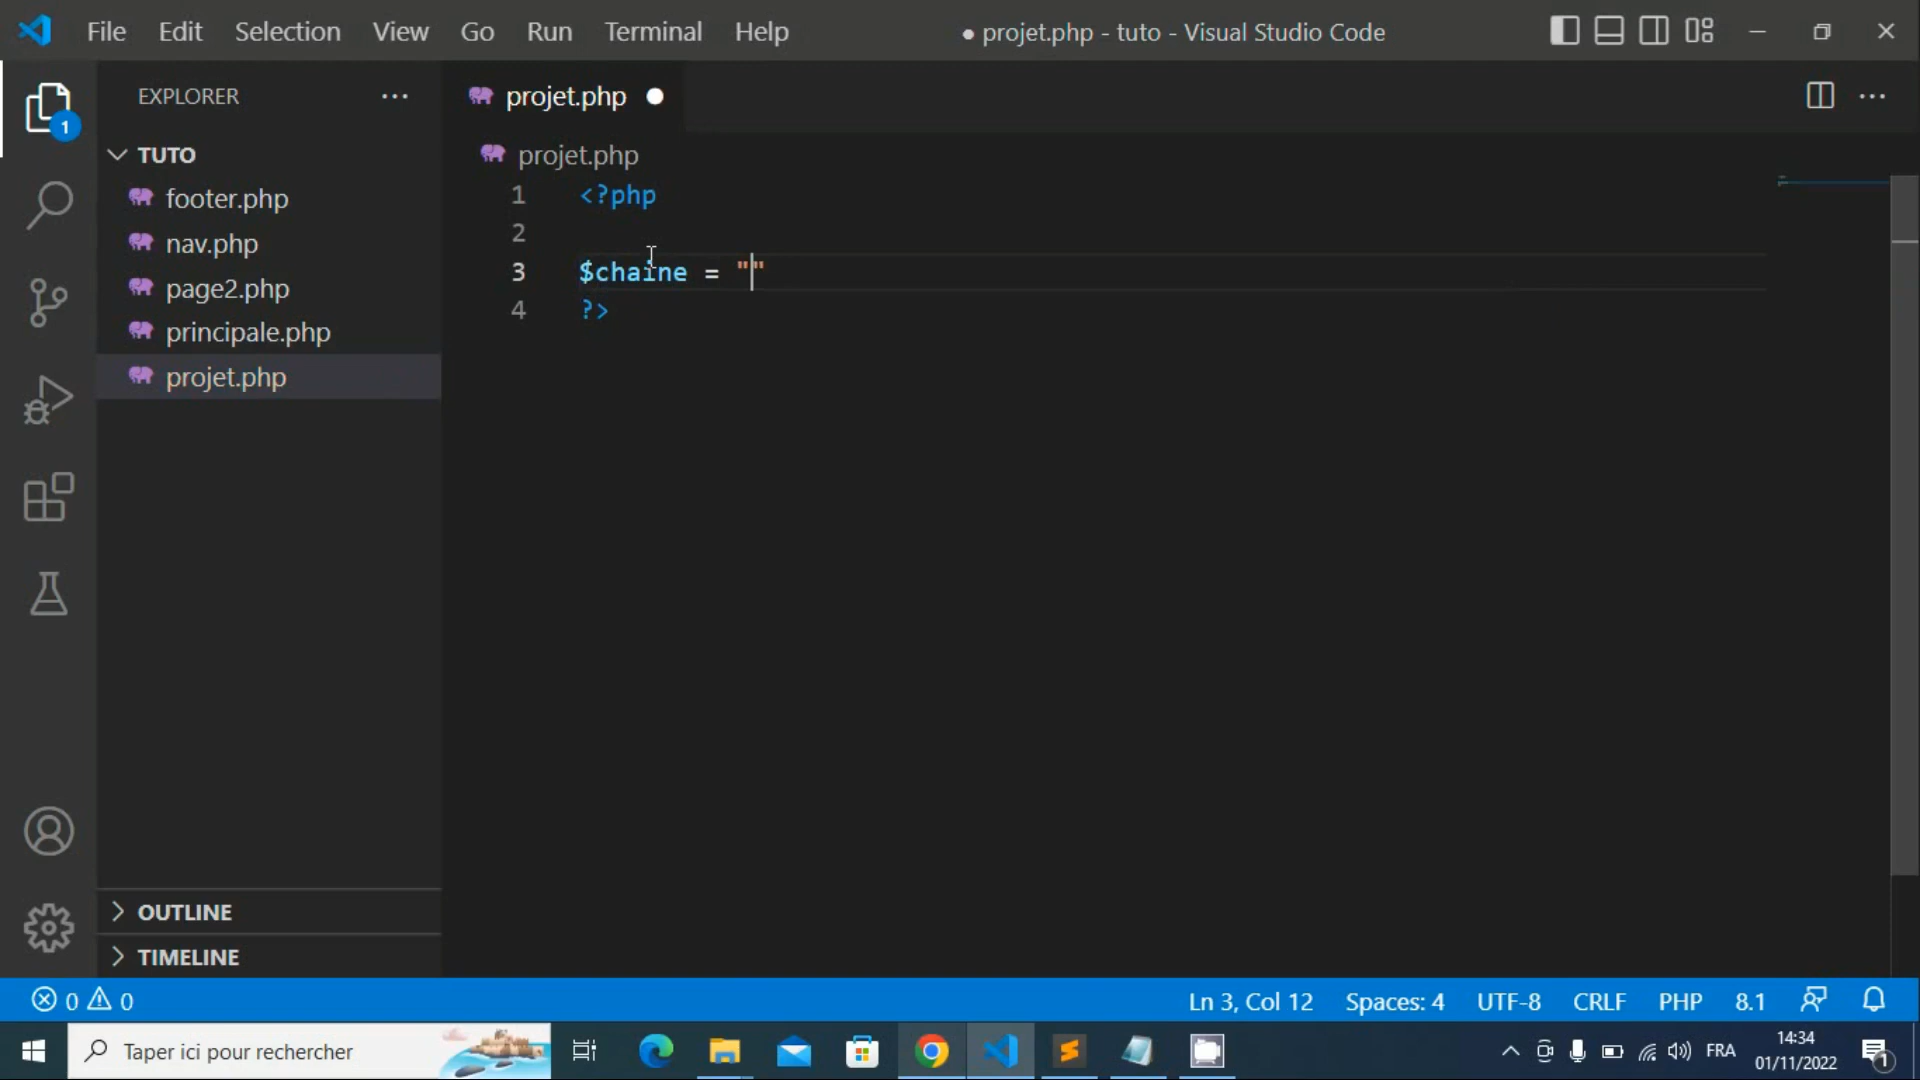 File Edit Selection View Go Run Terminal Help ● projet.php - tuto - Visual Studio Code
EXPLORER ··· projet.php ●
1
TUTO
projet.php
footer.php
nav.php
page2.php
principale.php
projet.php
1 <?php
2
3 $chaine = ""
4 ?>
OUTLINE
TIMELINE
0 0 Ln 3, Col 12 Spaces: 4 UTF-8 CRLF PHP 8.1
Taper ici pour rechercher FRA 14:34
01/11/2022 1